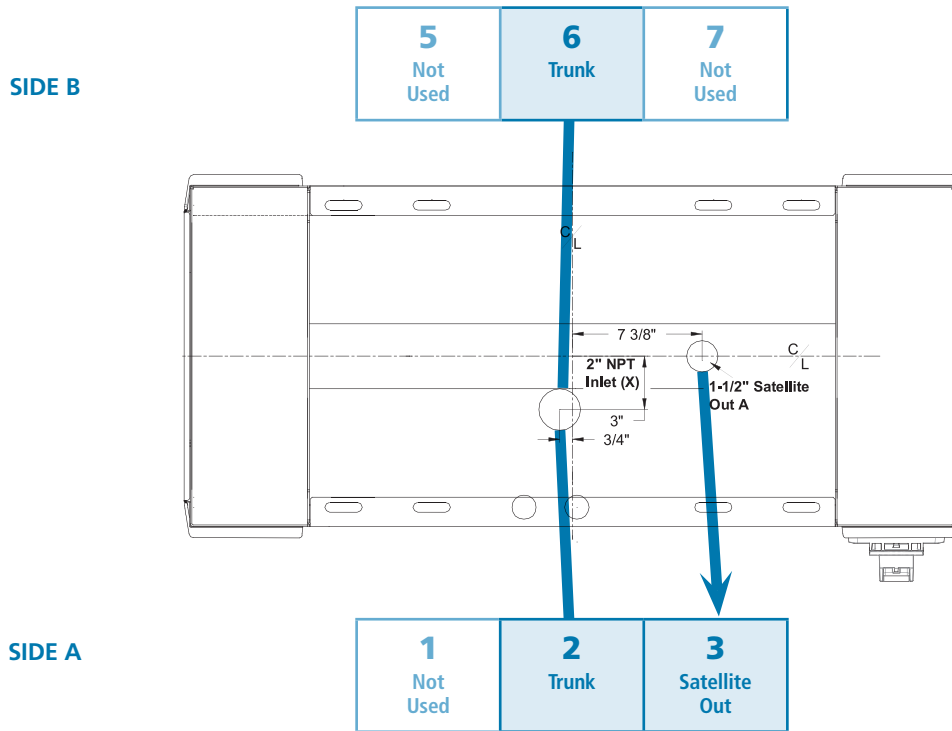 5
Not
Used
6
Trunk
7
Not
Used
SIDE B
C
L
7 3/8"
C
L
2" NPT
Inlet (X)
1-1/2" Satellite
Out A
3"
3/4"
SIDE A
1
Not
Used
2
Trunk
3
Satellite
Out